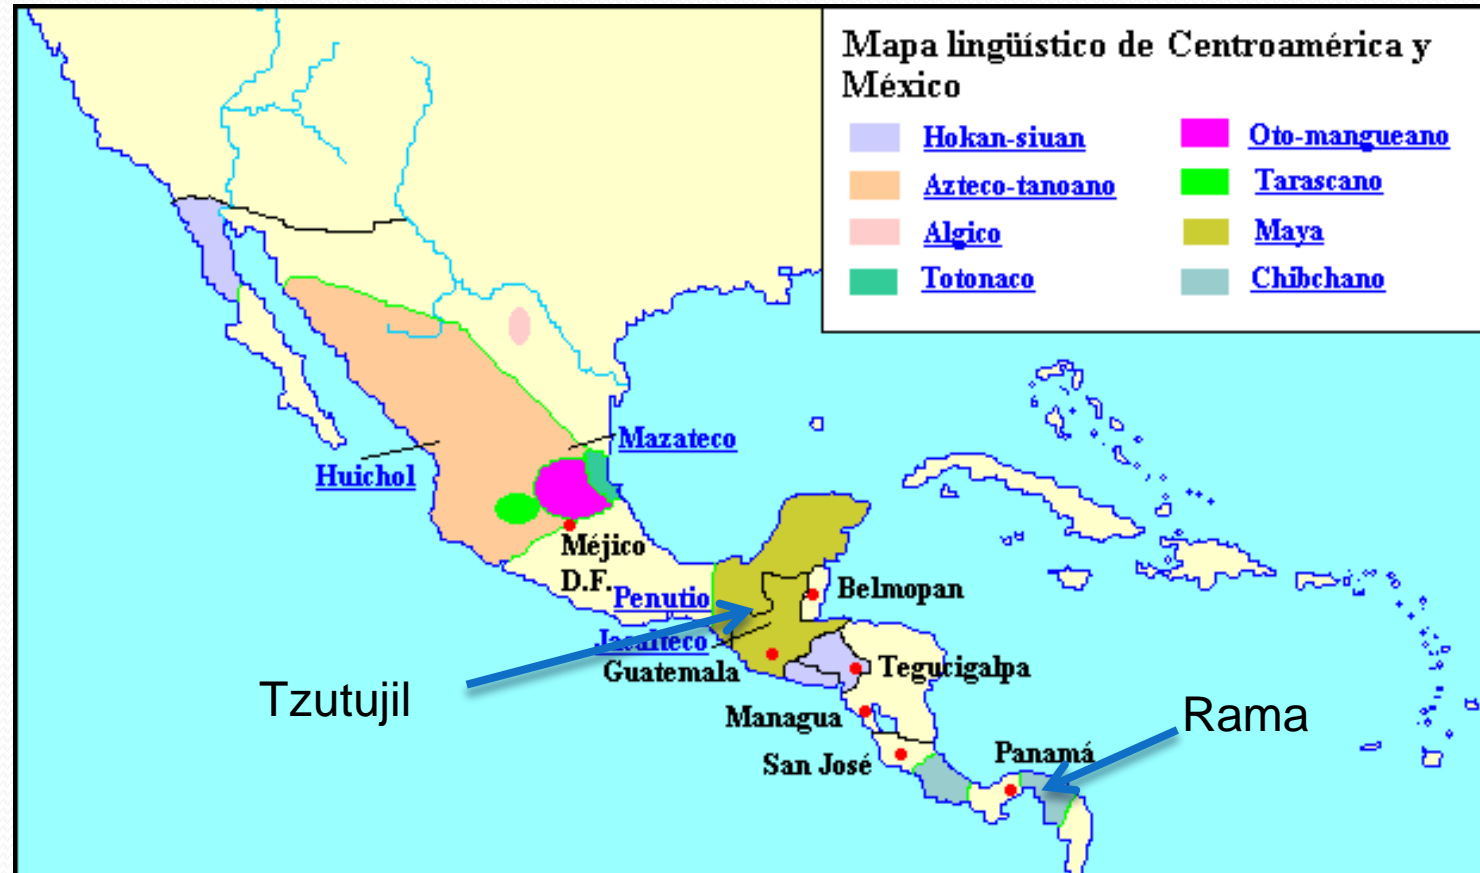 Mapa lingüístico de Centroamérica y
México
Hokan-siuan
Oto-mangueano
Azteco-tanoano
Tarascano
Algico
Maya
Totonaco
Chibchano
Mazateco
Huichol
Méjico
D.F.
Penutio
Belmopan
Jacalteco
Guatemala
Tegucigalpa
Tzutujil
Managua
Rama
San José
Panamá